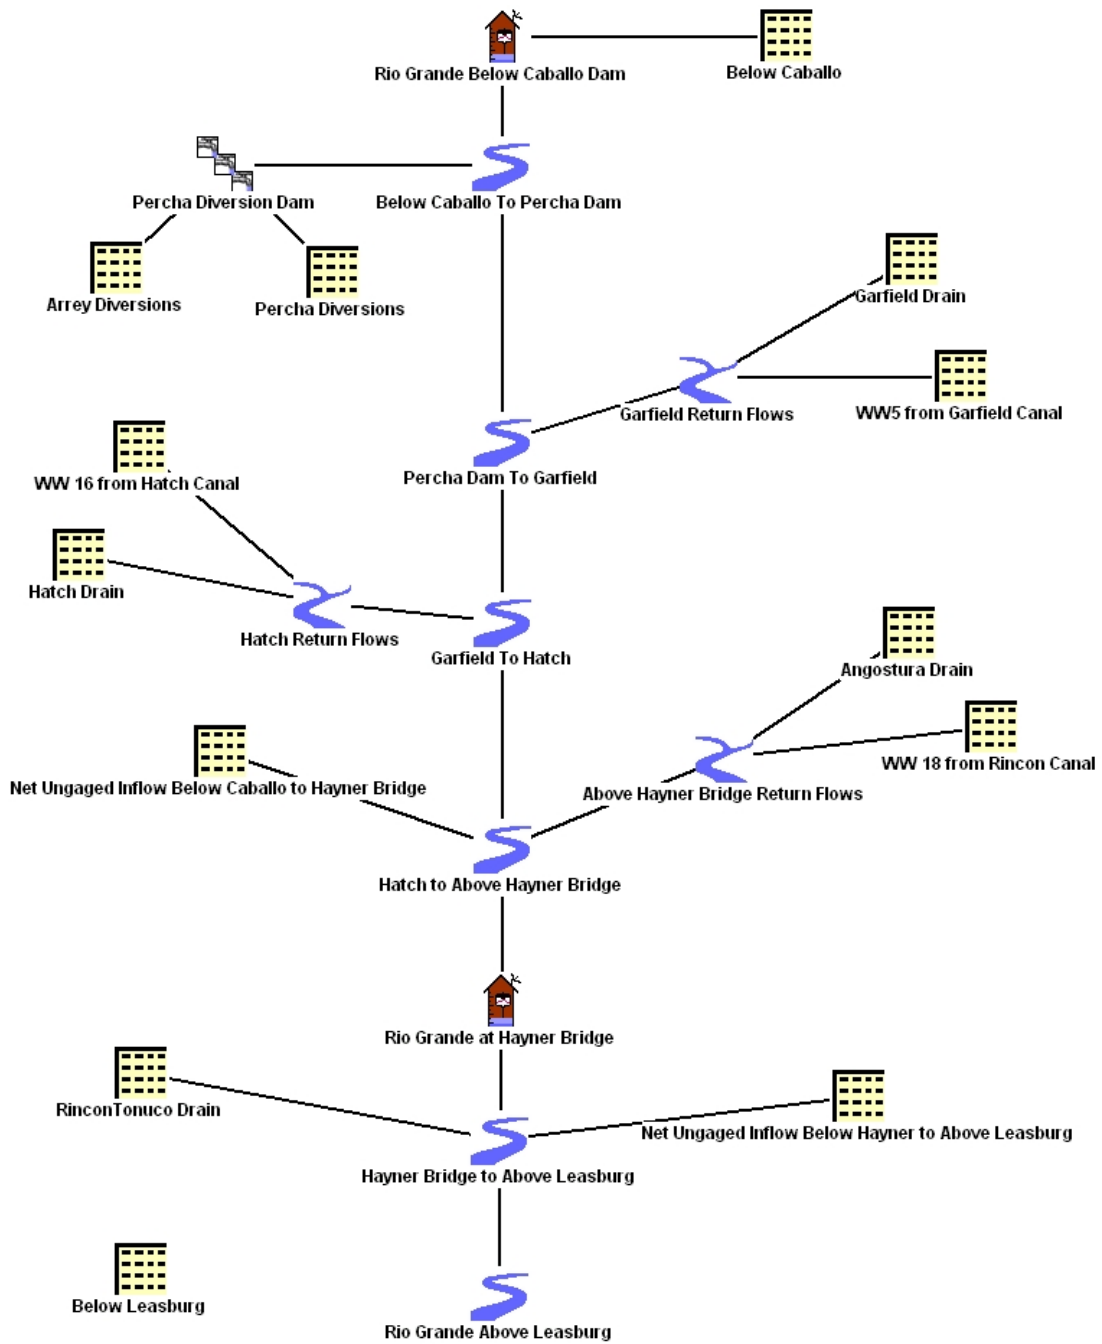 Rio Grande Below Caballo Dam
Below Caballo
Percha Diversion Dam
Below Caballo To Percha Dam
Arrey Diversions
Percha Diversions
Garfield Drain
Garfield Return Flows
WW5 from Garfield Canal
Percha Dam To Garfield
WW 16 from Hatch Canal
Hatch Drain
Hatch Return Flows
Garfield To Hatch
Angostura Drain
WW 18 from Rincon Canal
Net Ungaged Inflow Below Caballo to Hayner Bridge
Above Hayner Bridge Return Flows
Hatch to Above Hayner Bridge
Rio Grande at Hayner Bridge
RinconTonuco Drain
Net Ungaged Inflow Below Hayner to Above Leasburg
Hayner Bridge to Above Leasburg
Below Leasburg
Rio Grande Above Leasburg